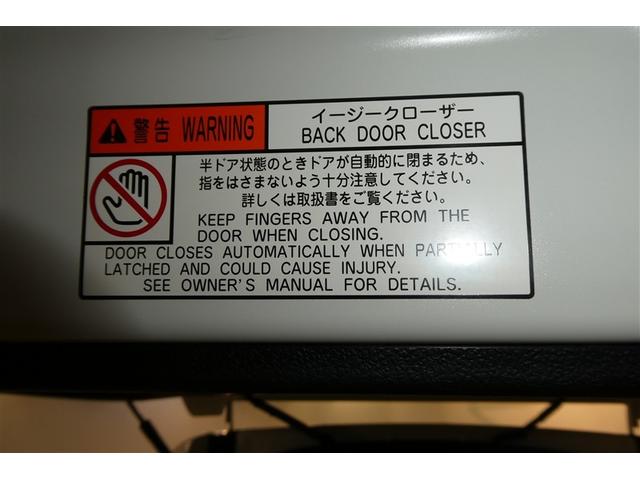 警告 WARNING
イージークローザー
BACK DOOR CLOSER
半ドア状態のときドアが自動的に閉まるため、
指をはさまないよう十分注意してください。
詳しくは取扱書をご覧ください。
KEEP FINGERS AWAY FROM THE
DOOR WHEN CLOSING.
DOOR CLOSES AUTOMATICALLY WHEN PARTIALLY
LATCHED AND COULD CAUSE INJURY.
SEE OWNER'S MANUAL FOR DETAILS.